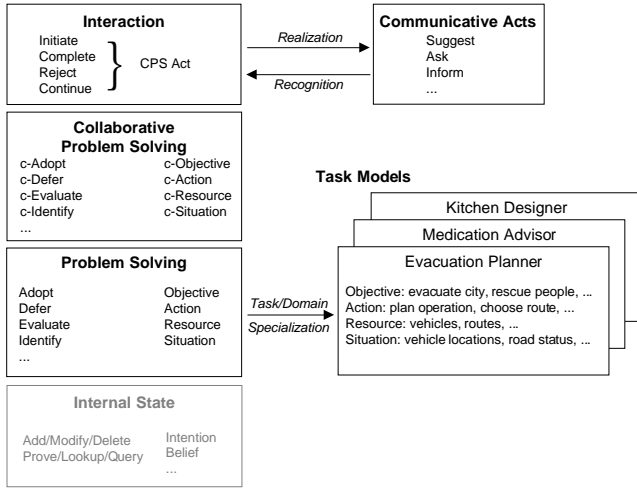 Interaction
Initiate
Complete
Reject
Continue
} CPS Act
Realization
Recognition
Communicative Acts
Suggest
Ask
Inform
...
Collaborative
Problem Solving
c-Adopt c-Objective
c-Defer c-Action
c-Evaluate c-Resource
c-Identify c-Situation
...
Task Models
Kitchen Designer
Medication Advisor
Evacuation Planner
Objective: evacuate city, rescue people, ...
Action: plan operation, choose route, ...
Resource: vehicles, routes, ...
Situation: vehicle locations, road status, ...
Problem Solving
Adopt Objective
Defer Action
Evaluate Resource
Identify Situation
...
Task/Domain
Specialization
Internal State
Add/Modify/Delete Intention
Prove/Lookup/Query Belief
...